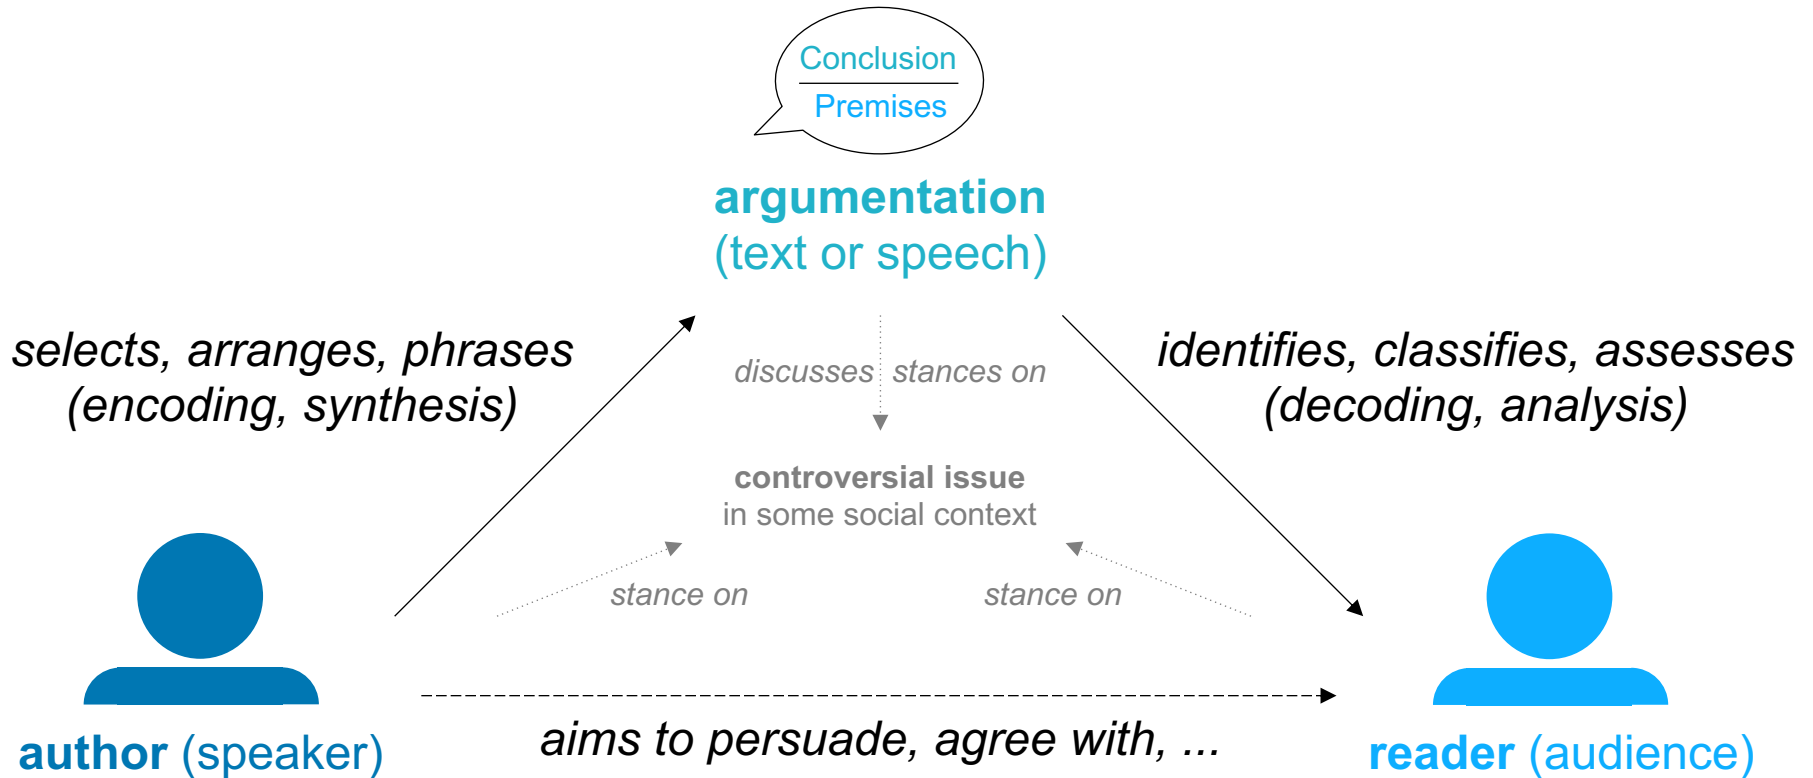 Conclusion
Premises
argumentation
(text or speech)
selects, arranges, phrases
(encoding, synthesis)
discusses stances on
identifies, classifies, assesses
(decoding, analysis)
controversial issue
in some social context
stance on
stance on
aims to persuade, agree with, ...
author (speaker)
reader (audience)